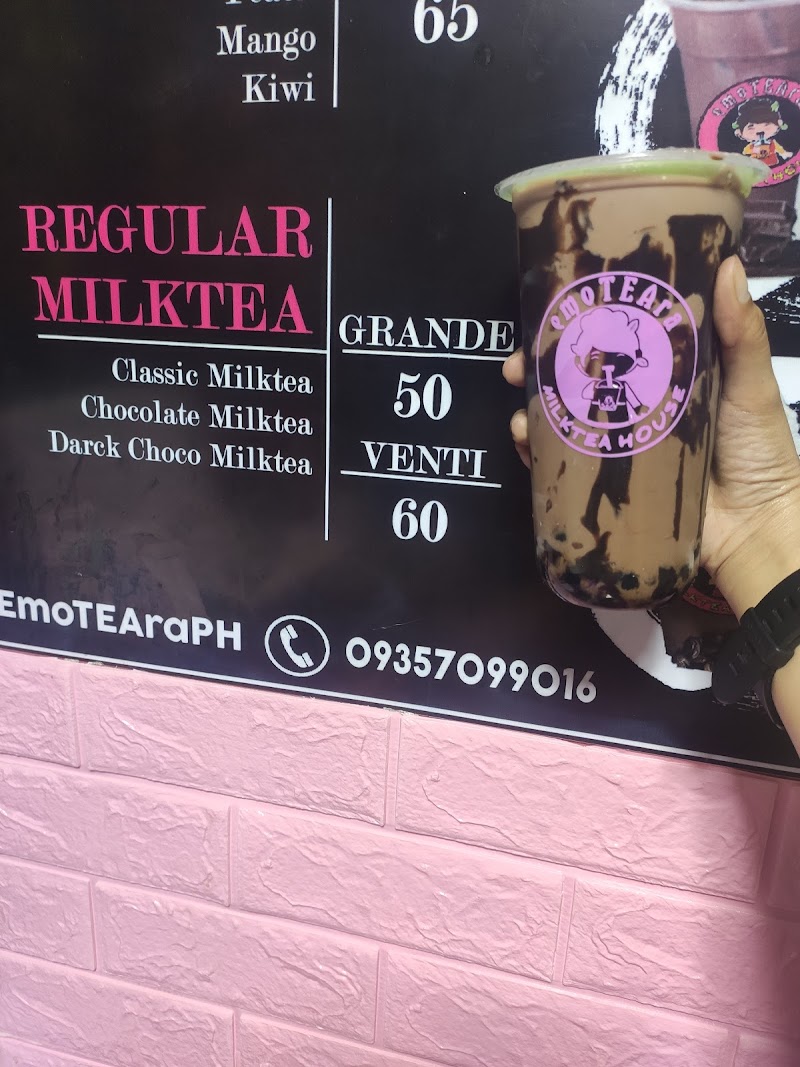 65
Mango
Kiwi
REGULAR
MILKTEA
GRANDE
Classic Milktea
Chocolate Milktea
Darck Choco Milktea
50
VENTI
60
EmoTEAraPH
09357099016
emoTEAra
MILKTEA HOUSE
emoTEAra